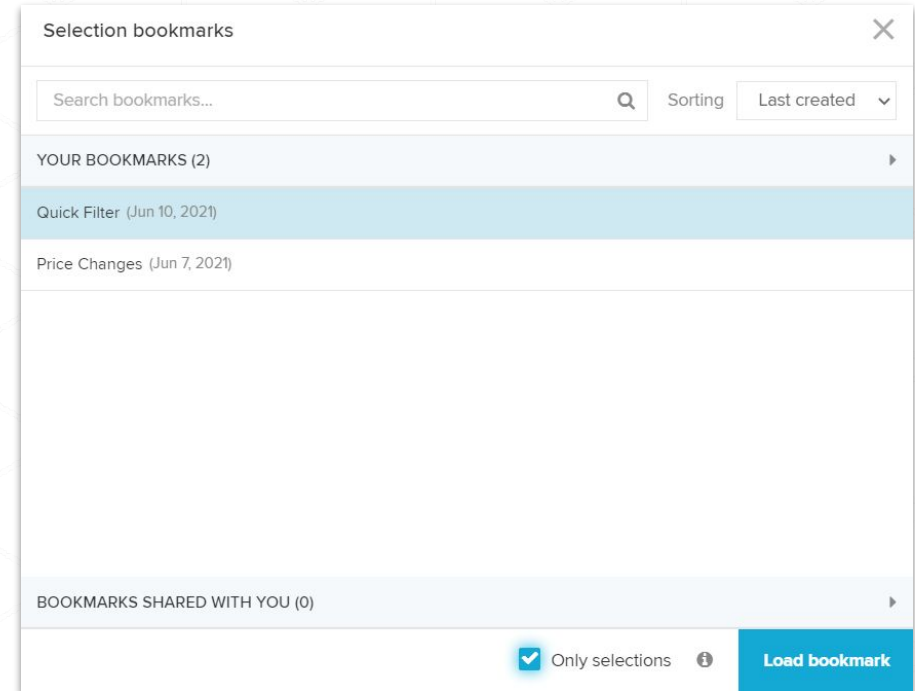 Selection bookmarks
Search bookmarks... Sorting Last created
YOUR BOOKMARKS (2)
Quick Filter (Jun 10, 2021)
Price Changes (Jun 7, 2021)
BOOKMARKS SHARED WITH YOU (0)
Only selections Load bookmark